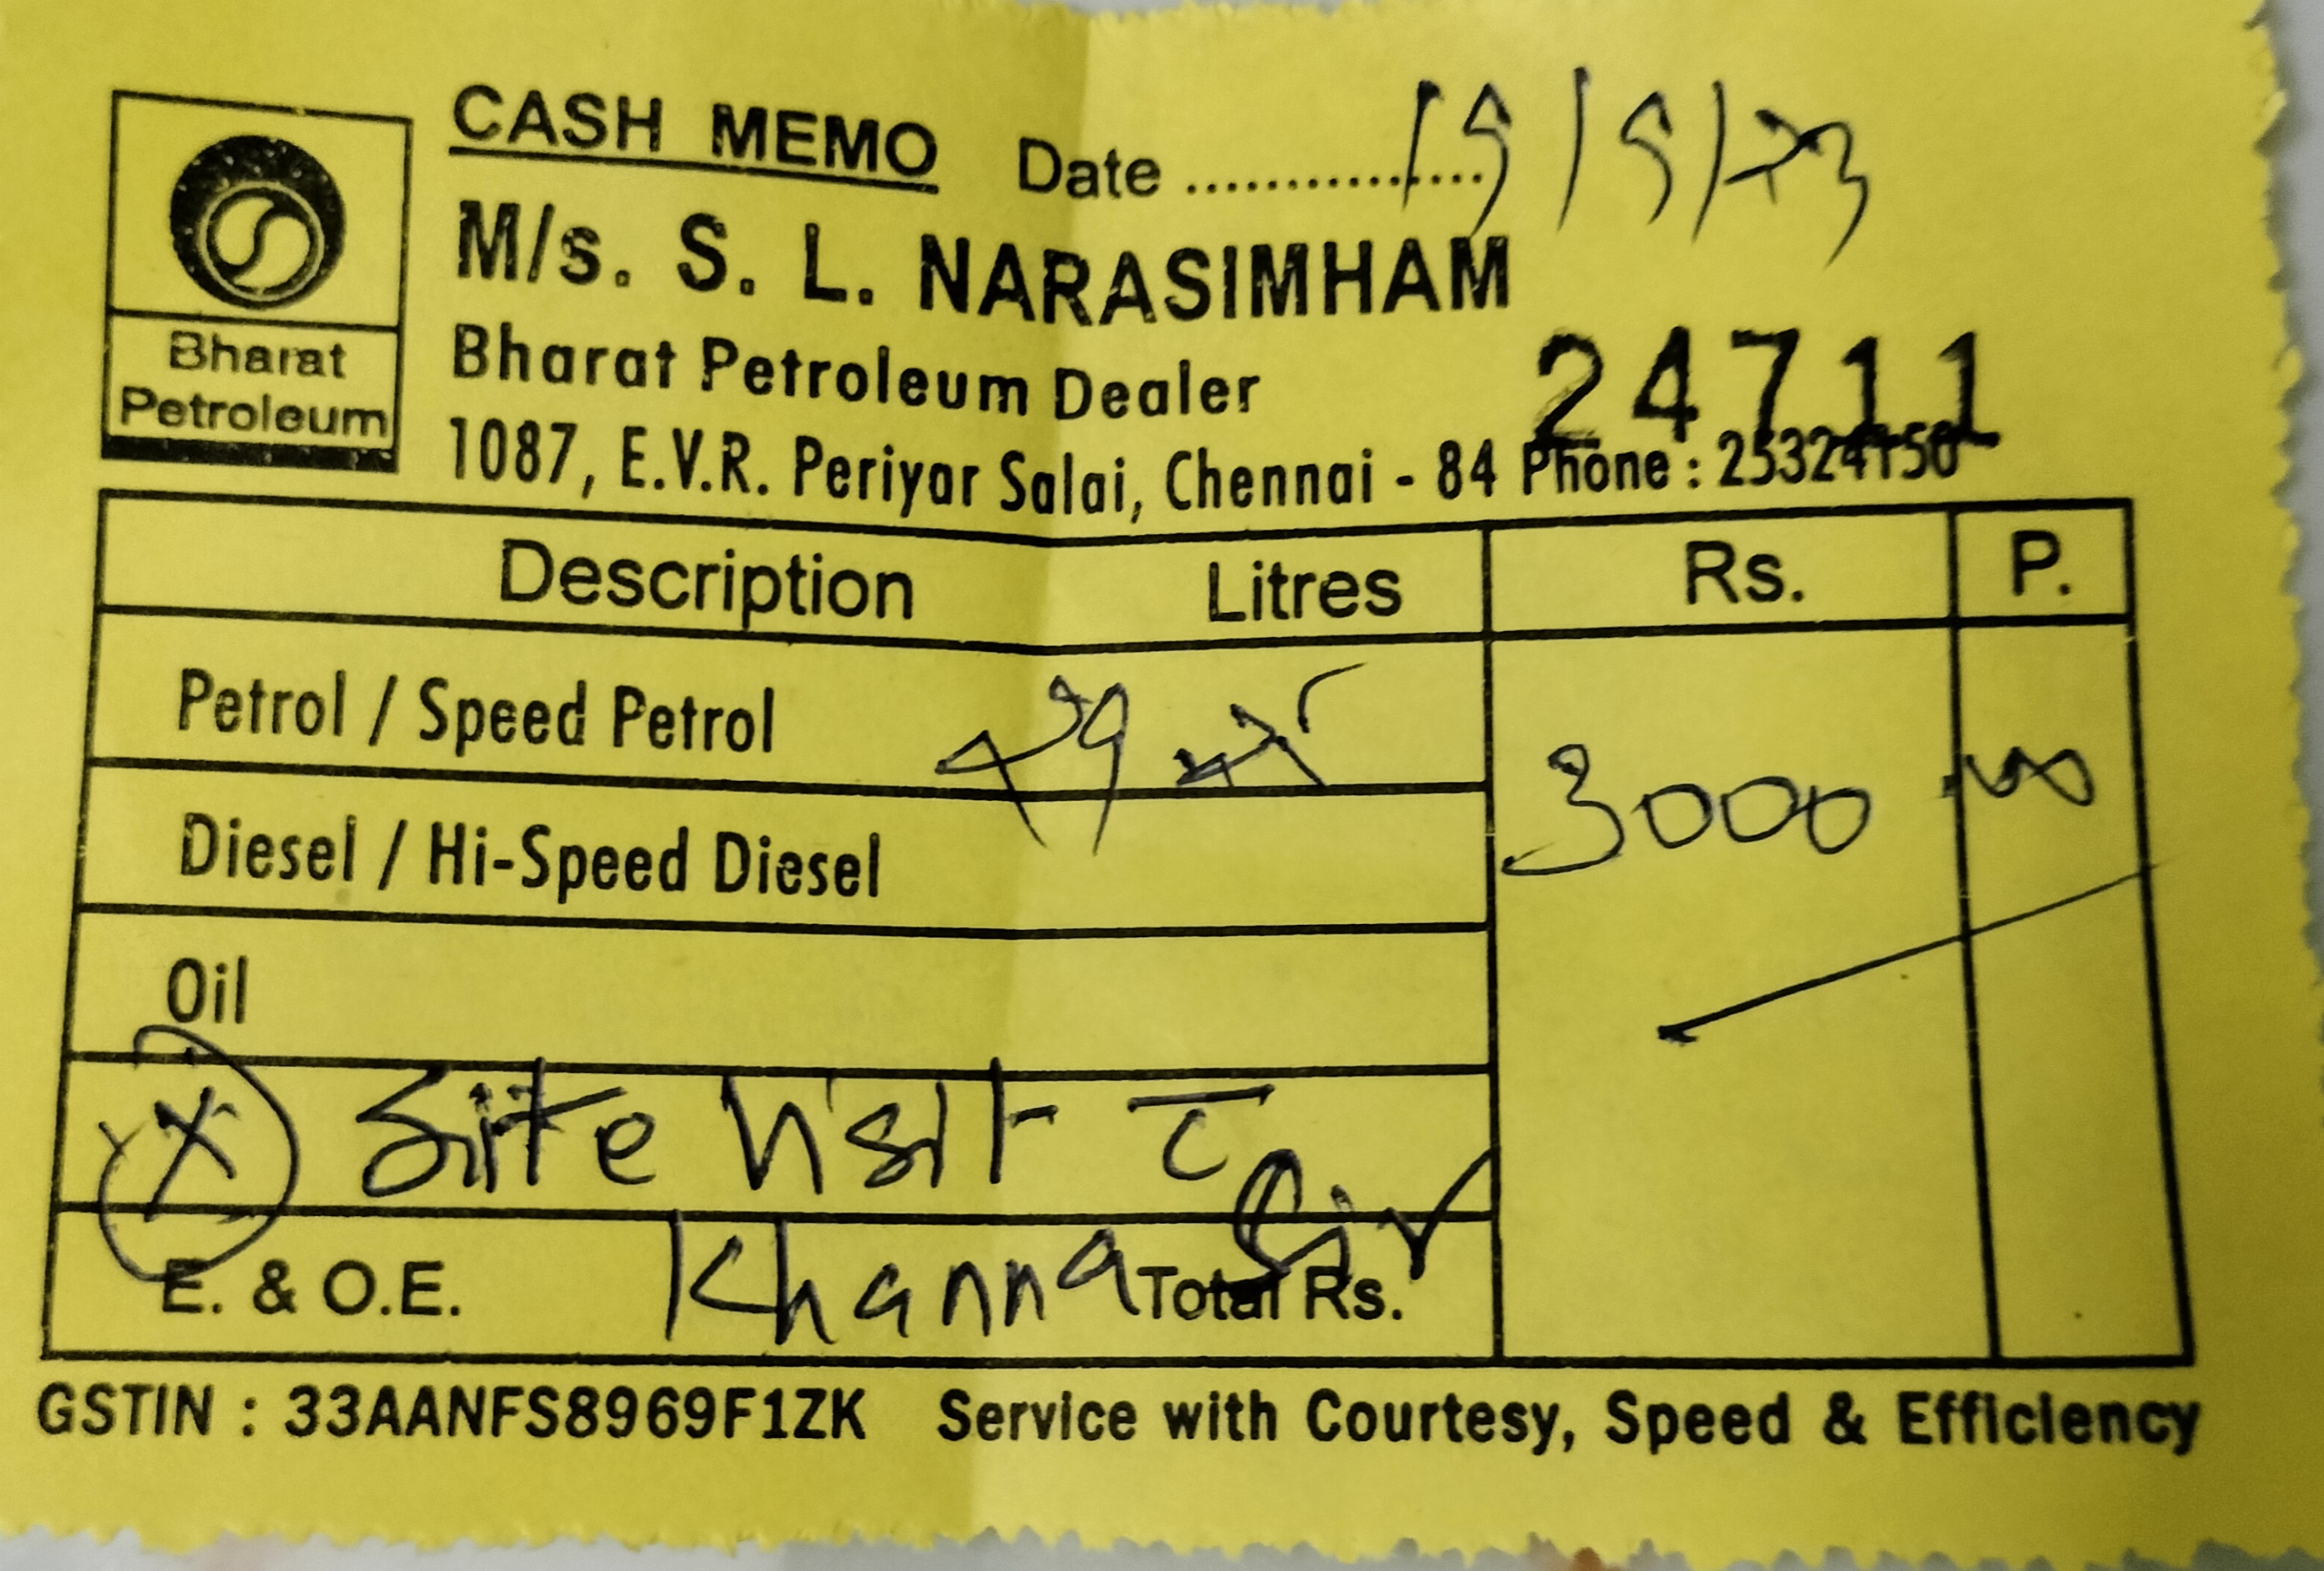 CASH MEMO Date ................ 15/5/23
M/s. S. L. NARASIMHAM
Bharat
Petroleum
Bharat Petroleum Dealer 24711
1087, E.V.R. Periyar Salai, Chennai - 84 Phone : 25324150
Description Litres Rs. P.
Petrol / Speed Petrol
3000 . 00
Diesel / Hi-Speed Diesel
Oil
X Site visit
Khanna Sir
E. & O.E. Total Rs.
GSTIN : 33AANFS8969F1ZK Service with Courtesy, Speed & Efficiency